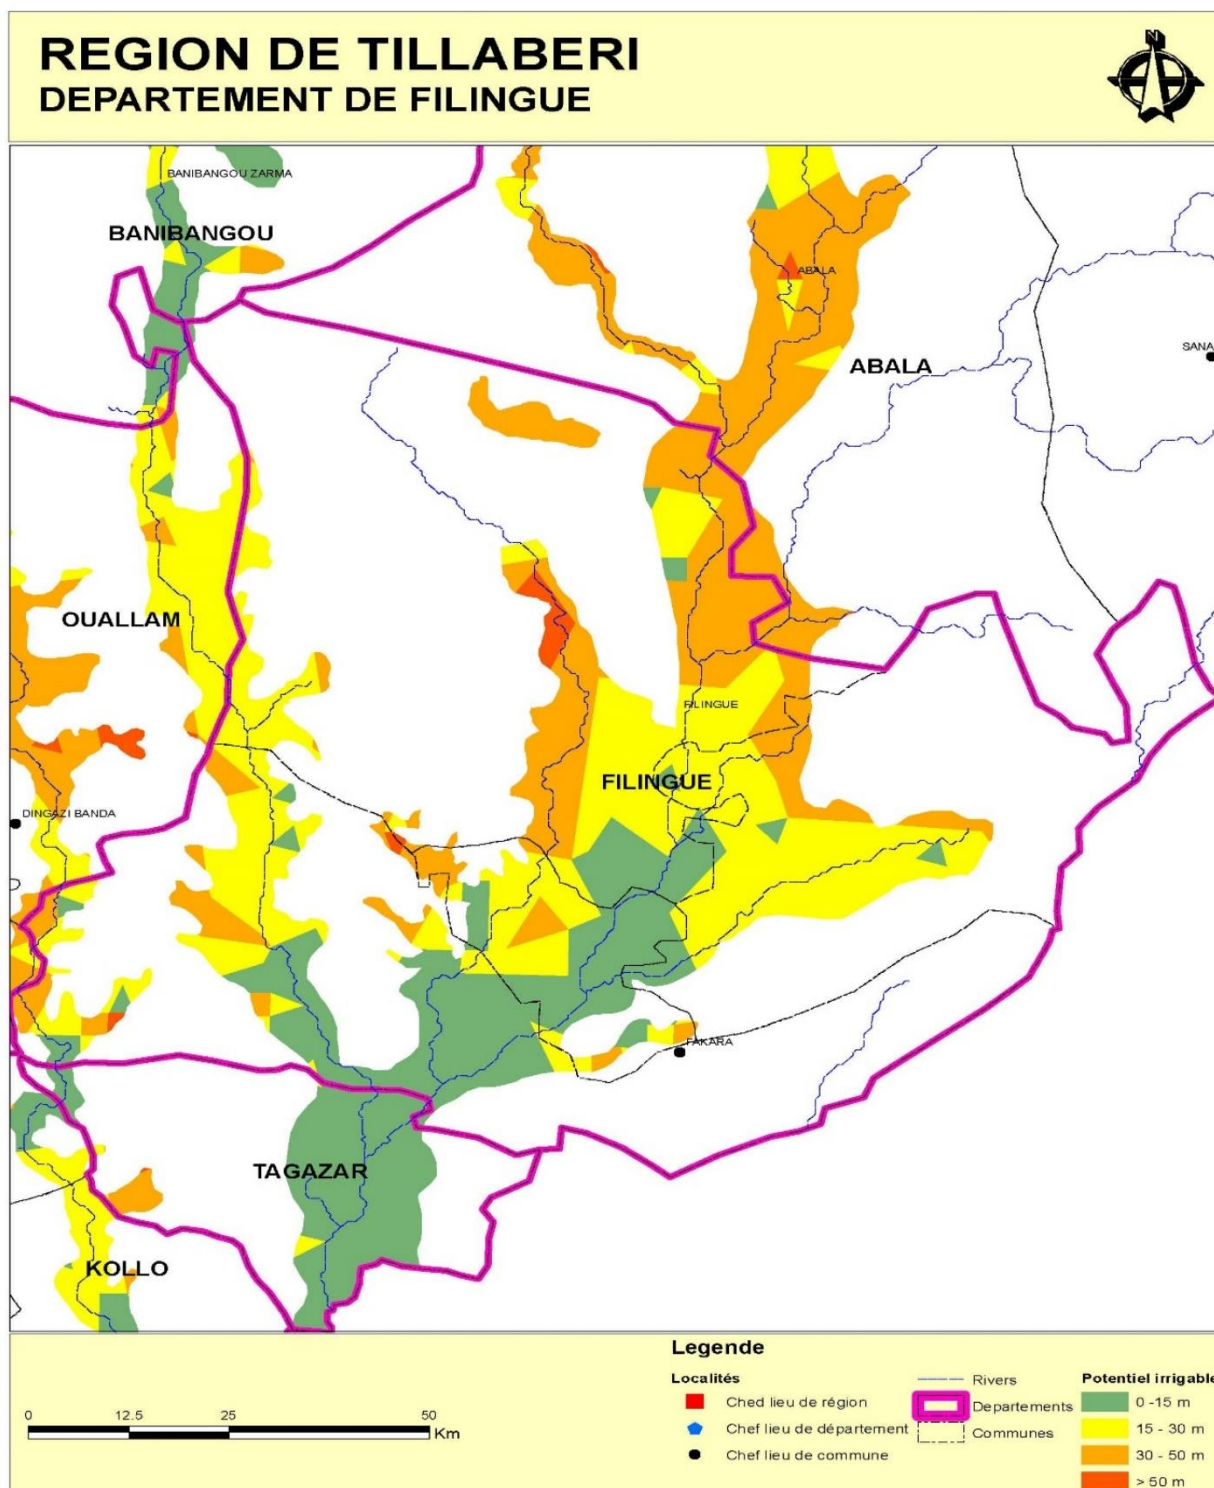 REGION DE TILLABERI
DEPARTEMENT DE FILINGUE
N
BANIBANGOU ZARMA
BANIBANGOU
ABALA
ABALA
SANA
OUALLAM
FILINGUE
FILINGUE
DINGAZI BANDA
FAKARA
TAGAZAR
KOLLO
Legende
Localités
Ched lieu de région
Chef lieu de département
Chef lieu de commune
Rivers
Departements
Communes
Potentiel irrigable
0 -15 m
15 - 30 m
30 - 50 m
> 50 m
0 12.5 25 50
Km